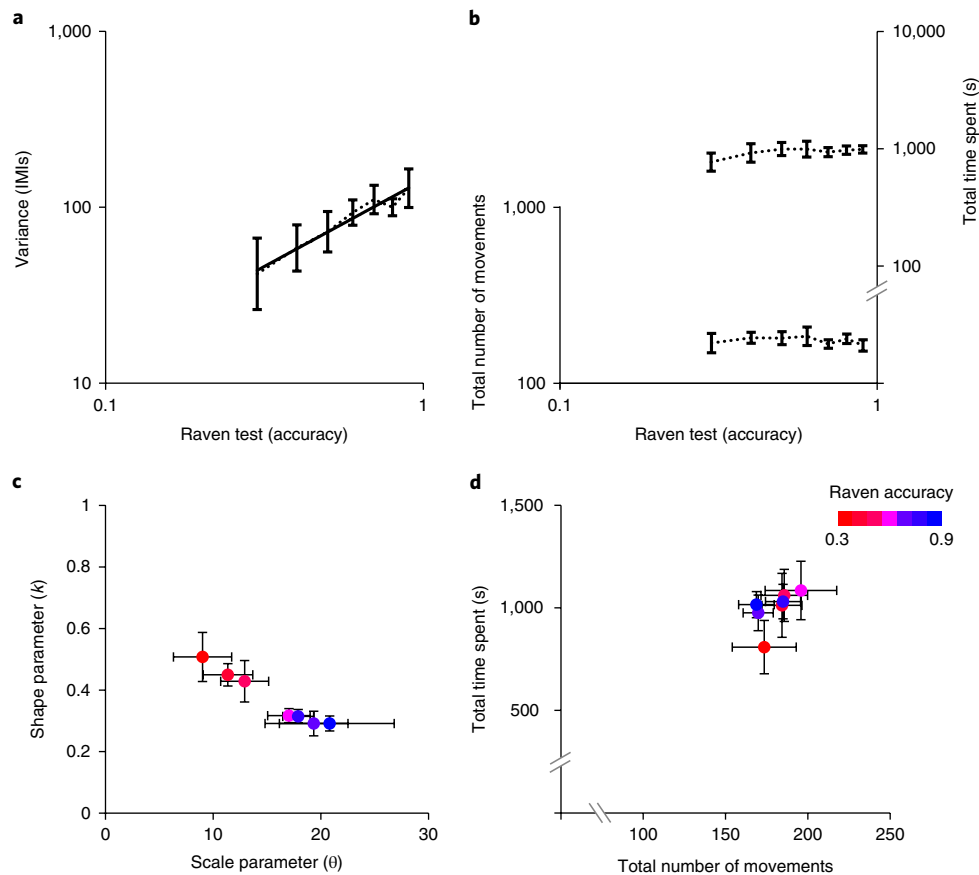 a
1,000
100
10
0.1
1
Variance (IMIs)
Raven test (accuracy)
b
10,000
1,000
100
Total time spent (s)
1,000
100
Total number of movements
0.1
1
Raven test (accuracy)
c
1
0.8
0.6
0.4
0.2
0
0
10
20
30
Shape parameter (k)
Scale parameter (θ)
d
Raven accuracy
0.3
0.9
1,500
1,000
500
0
100
150
200
250
Total time spent (s)
Total number of movements